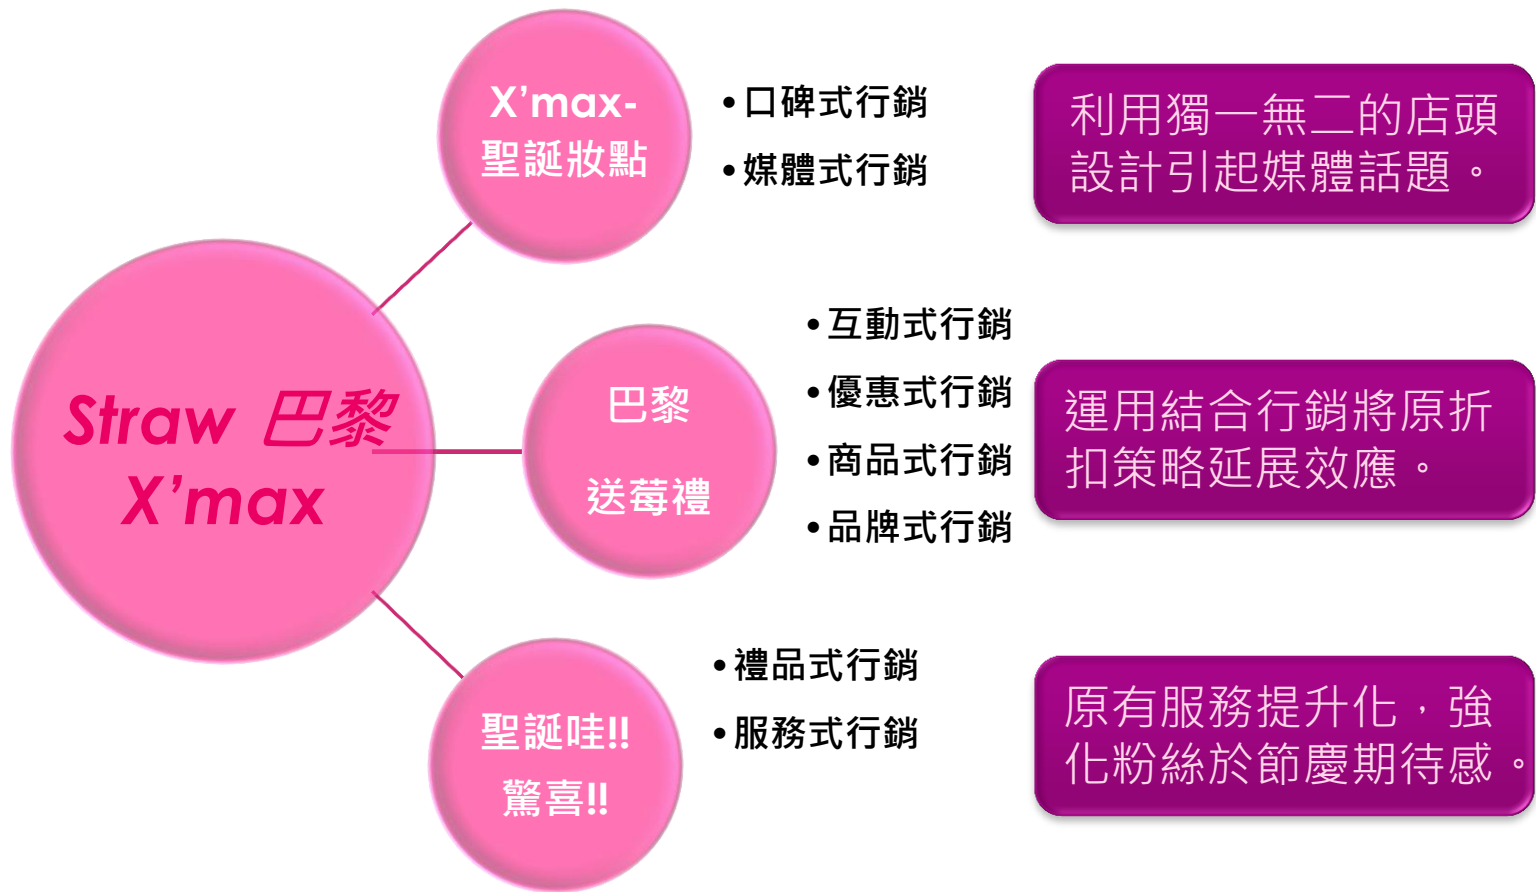 Straw 巴黎
X’max
X’max-
聖誕妝點
•口碑式行銷
•媒體式行銷
利用獨一無二的店頭
設計引起媒體話題。
巴黎
送莓禮
•互動式行銷
•優惠式行銷
•商品式行銷
•品牌式行銷
運用結合行銷將原折
扣策略延展效應。
聖誕哇!!
驚喜!!
•禮品式行銷
•服務式行銷
原有服務提升化，強
化粉絲於節慶期待感。